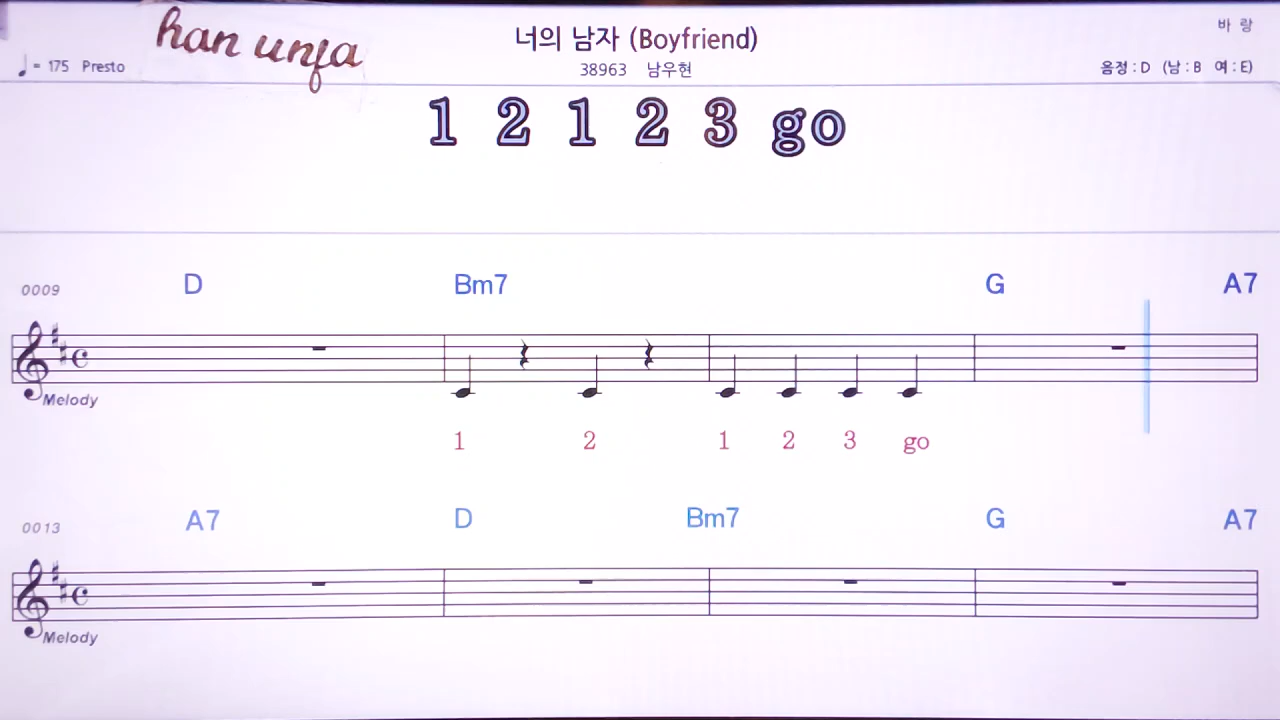 han unja
너의 남자 (Boyfriend)
바 랑
♩= 175 Presto
38963 남우현
음정 : D (남 : B 여 : E)
1 2 1 2 3 go
0009
D Bm7 G A7
Melody
1 2 1 2 3 go
0013
A7 D Bm7 G A7
Melody